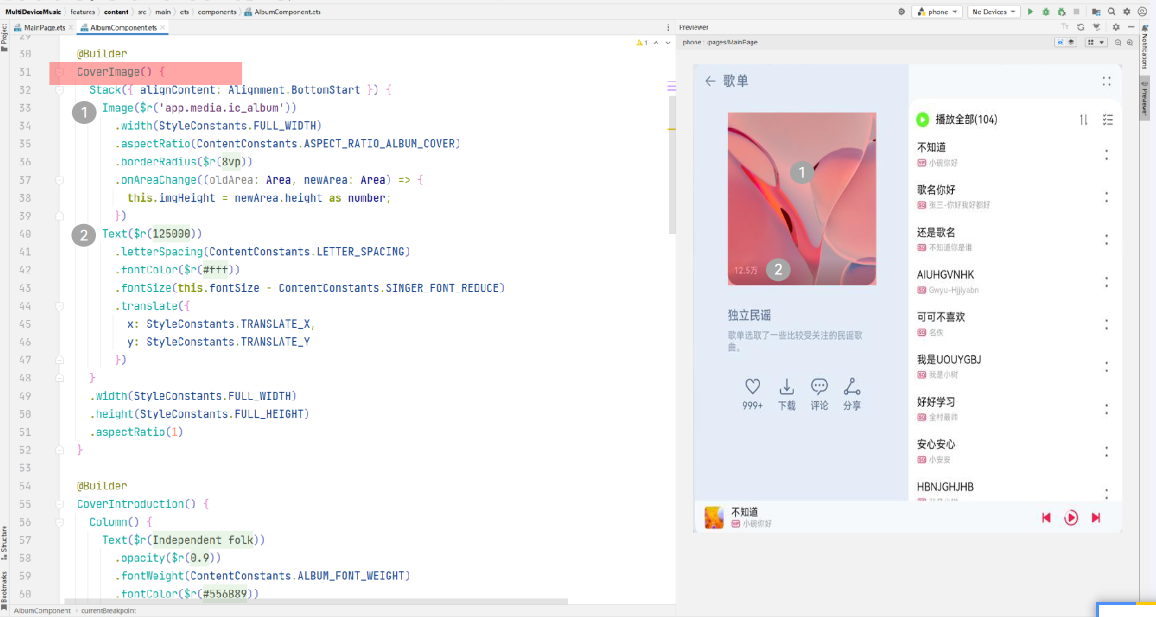 MultiDeviceMusic › features › content › src › main › ets › components › AlbumComponent.ets
phone
No Devices
MainPage.ets
AlbumComponent.ets
Previewer
phone : /pages/MainPage
29
30 @Builder
31 CoverImage() {
32 Stack({ alignContent: Alignment.BottomStart }) {
33 Image($r('app.media.ic_album'))
34 .width(StyleConstants.FULL_WIDTH)
35 .aspectRatio(ContentConstants.ASPECT_RATIO_ALBUM_COVER)
36 .borderRadius($r(8vp))
37 .onAreaChange((oldArea: Area, newArea: Area) => {
38 this.imgHeight = newArea.height as number;
39 })
40 Text($r(125000))
41 .letterSpacing(ContentConstants.LETTER_SPACING)
42 .fontColor($r(#fff))
43 .fontSize(this.fontSize - ContentConstants.SINGER_FONT_REDUCE)
44 .translate({
45 x: StyleConstants.TRANSLATE_X,
46 y: StyleConstants.TRANSLATE_Y
47 })
48 }
49 .width(StyleConstants.FULL_WIDTH)
50 .height(StyleConstants.FULL_HEIGHT)
51 .aspectRatio(1)
52 }
53
54 @Builder
55 CoverIntroduction() {
56 Column() {
57 Text($r(Independent folk))
58 .opacity($r(0.9))
59 .fontWeight(ContentConstants.ALBUM_FONT_WEIGHT)
60 .fontColor($r(#556889))
1
2
1
AlbumComponent › currentBreakpoint
Project
Structure
Bookmarks
Notifications
Previewer
歌单
1
12.5万
2
独立民谣
歌单选取了一些比较受关注的民谣歌
曲。
999+ 下载 评论 分享
播放全部(104)
不知道
小碗你好
歌名你好
张三-你好我好都好
还是歌名
不知道你是谁
AIUHGVNHK
Gwyu-Hjjiyabn
可可不喜欢
名佚
我是UOUYGBJ
我是小树
好好学习
安心安心
小安安
HBNJGHJHB
不知道
小碗你好